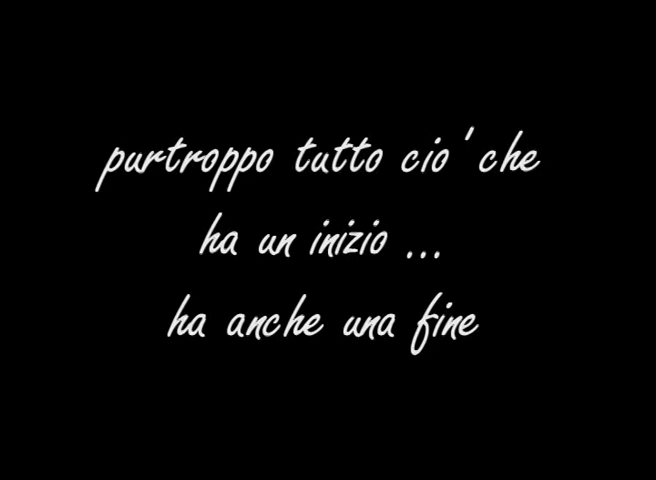 purtroppo tutto cio' che
ha un inizio ...
ha anche una fine